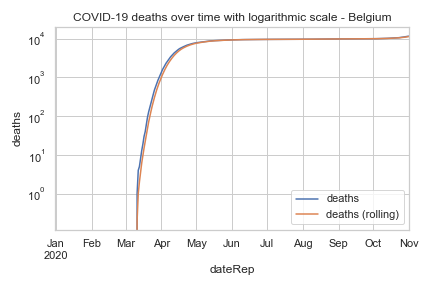 COVID-19 deaths over time with logarithmic scale - Belgium
deaths
10⁴
10³
10²
10¹
10⁰
Jan Feb Mar Apr May Jun Jul Aug Sep Oct Nov
2020
dateRep
deaths
deaths (rolling)